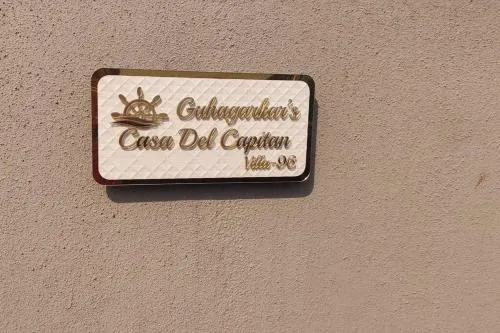 Guhagarkar's
Casa Del Capitan
Villa-96